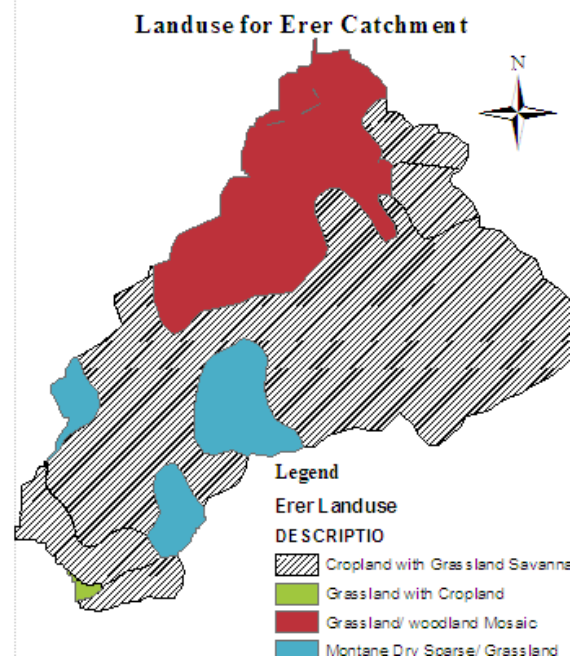 Landuse for Erer Catchment
N
Legend
Erer Landuse
DESCRIPTIO
Cropland with Grassland Savanna
Grassland with Cropland
Grassland/ woodland Mosaic
Montane Dry Sparse/ Grassland